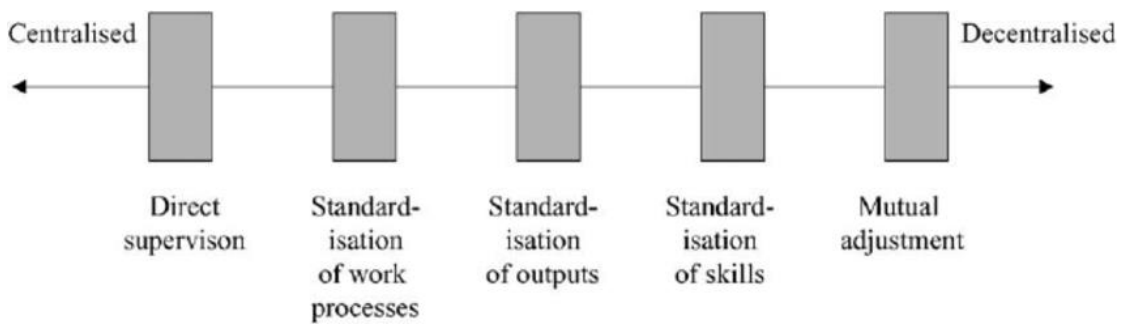 Centralised
Decentralised
Direct
supervison
Standard-
isation
of work
processes
Standard-
isation
of outputs
Standard-
isation
of skills
Mutual
adjustment